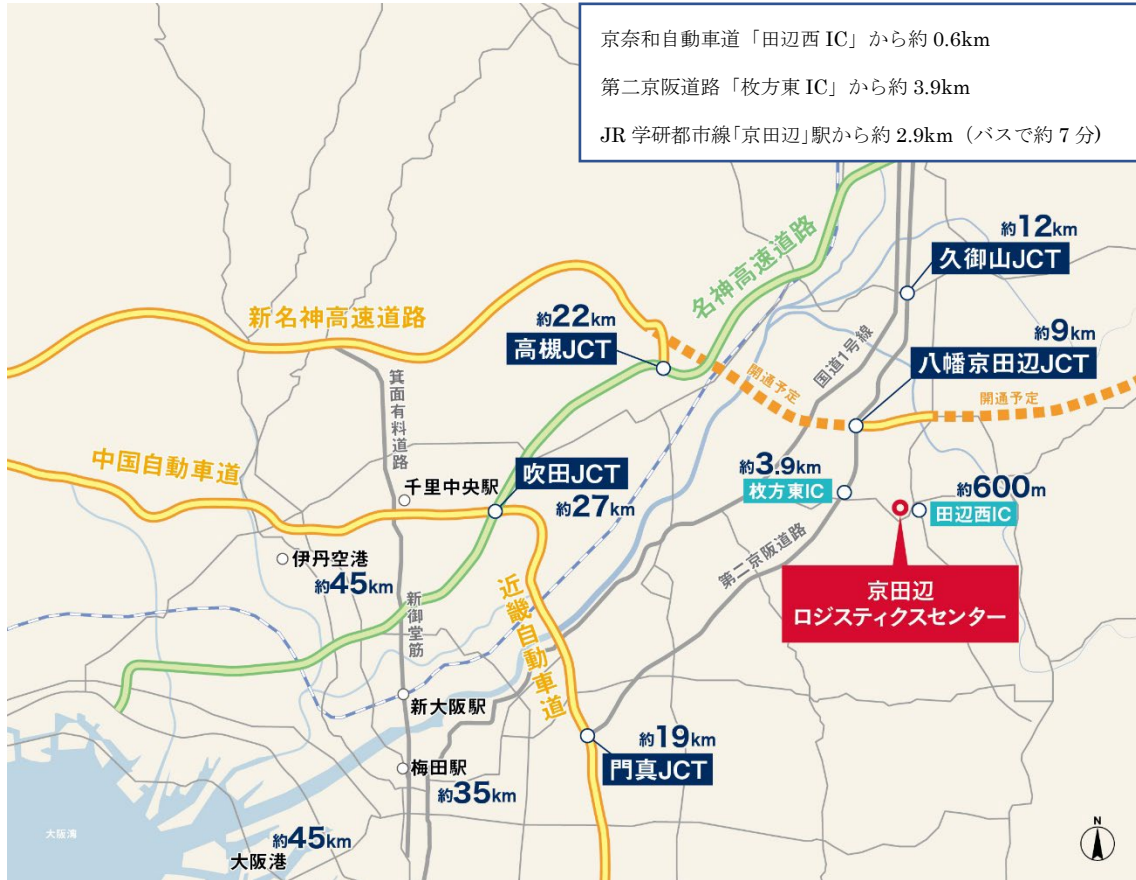 京奈和自動車道「田辺西 IC」から約 0.6km
第二京阪道路「枚方東 IC」から約 3.9km
JR 学研都市線「京田辺」駅から約 2.9km（バスで約 7 分）
約12km
久御山JCT
名神高速道路
新名神高速道路
約22km
高槻JCT
国道1号線
約9km
八幡京田辺JCT
開通予定
開通予定
箕面有料道路
中国自動車道
吹田JCT
約27km
千里中央駅
約3.9km
枚方東IC
約600m
田辺西IC
伊丹空港
約45km
第二京阪道路
京田辺
ロジスティクスセンター
新御堂筋
近畿自動車道
新大阪駅
約19km
門真JCT
梅田駅
約35km
大阪湾
約45km
大阪港
N